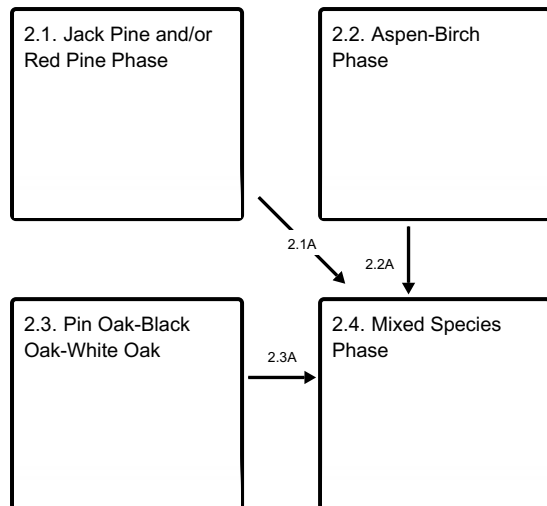 2.1. Jack Pine and/or
Red Pine Phase
2.2. Aspen-Birch
Phase
2.1A
2.2A
2.3. Pin Oak-Black
Oak-White Oak
2.3A
2.4. Mixed Species
Phase